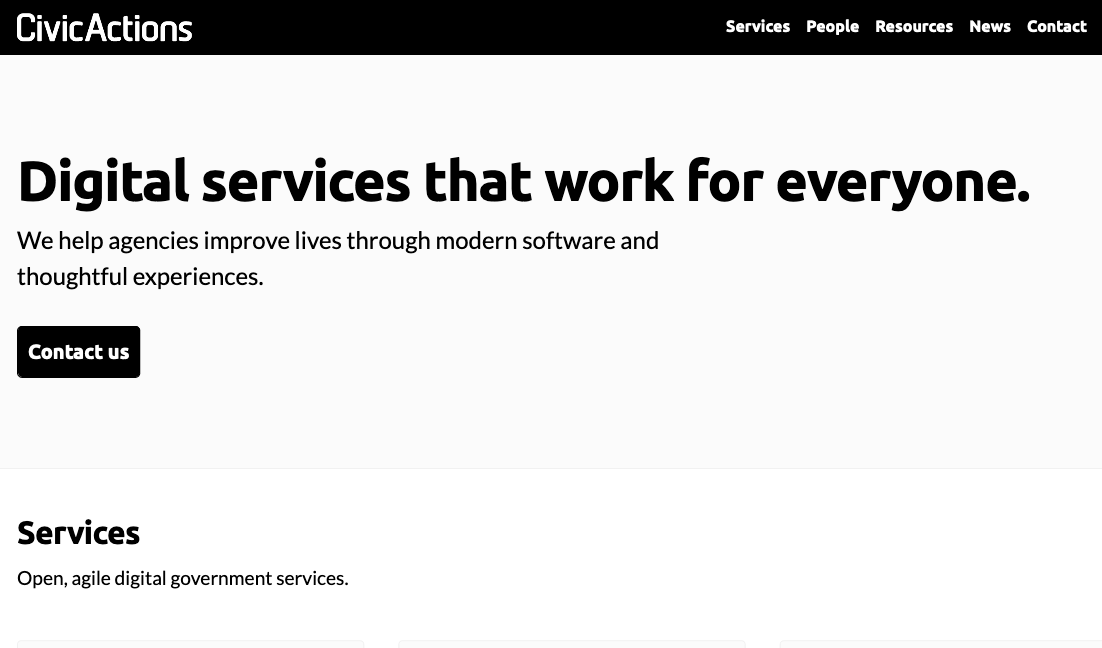 CivicActions
Services People Resources News Contact
Digital services that work for everyone.
We help agencies improve lives through modern software and
thoughtful experiences.
Contact us
Services
Open, agile digital government services.